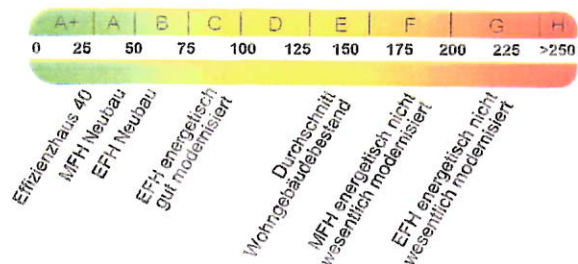 A+ A B C D E F G H
0 25 50 75 100 125 150 175 200 225 >250
Effizienzhaus 40
MFH Neubau
EFH Neubau
EFH energetisch
gut modernisiert
Durchschnitt
Wohngebäudebestand
MFH energetisch nicht
wesentlich modernisiert
EFH energetisch nicht
wesentlich modernisiert